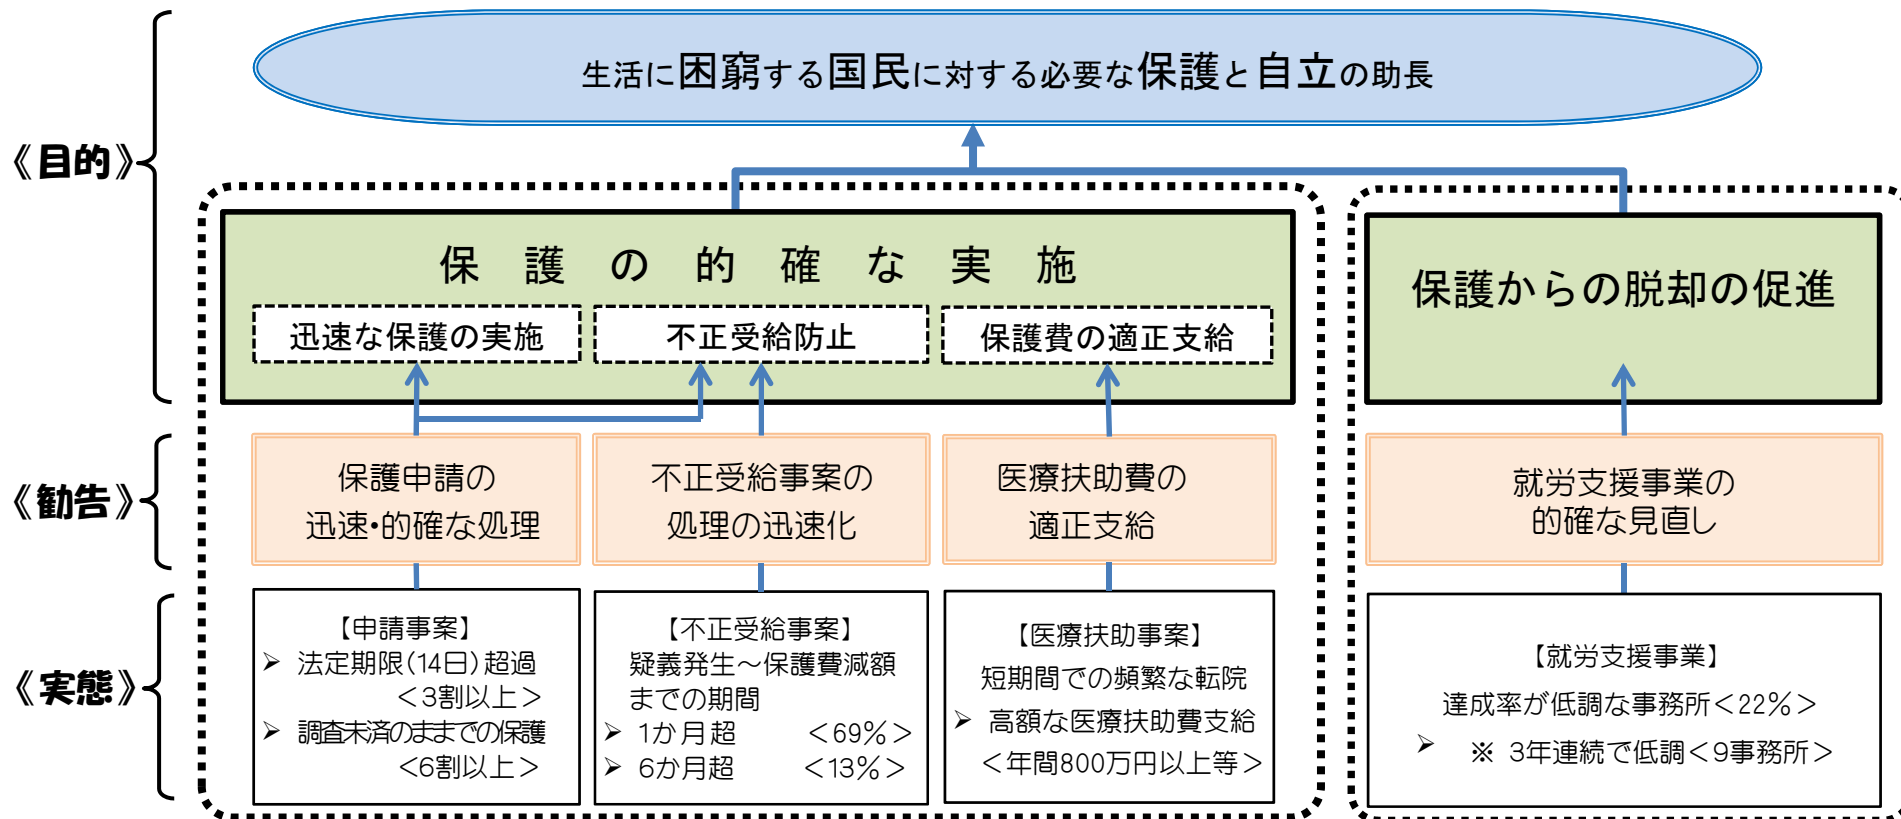 生活に困窮する国民に対する必要な保護と自立の助長
《目的》
保護の的確な実施
迅速な保護の実施
不正受給防止
保護費の適正支給
保護からの脱却の促進
《勧告》
保護申請の
迅速・的確な処理
不正受給事案の
処理の迅速化
医療扶助費の
適正支給
就労支援事業の
的確な見直し
《実態》
【申請事案】
➢ 法定期限(14日)超過
<3割以上>
➢ 調査未済のままでの保護
<6割以上>
【不正受給事案】
疑義発生～保護費減額
までの期間
➢ 1か月超 <69%>
➢ 6か月超 <13%>
【医療扶助事案】
短期間での頻繁な転院
➢ 高額な医療扶助費支給
<年間800万円以上等>
【就労支援事業】
達成率が低調な事務所<22%>
➢ ※ 3年連続で低調<9事務所>